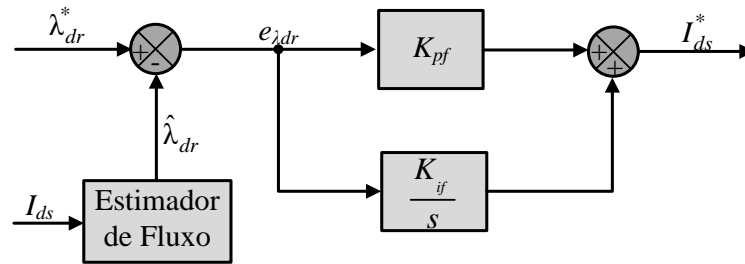 λ*dr
+
-
eλdr
Kpf
+
+
I*ds
λ̂dr
Ids
Estimador
de Fluxo
Kif
s